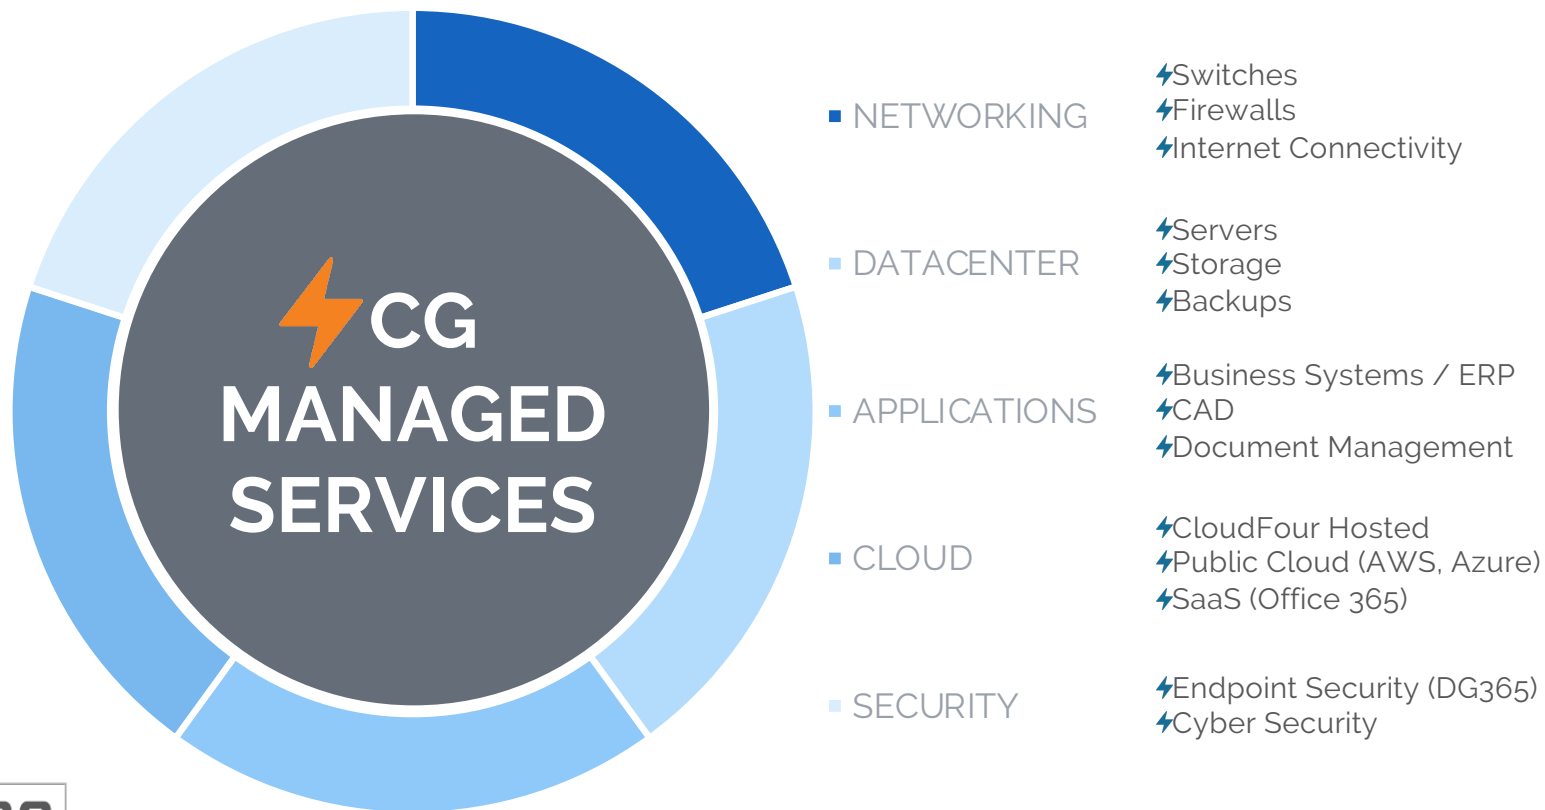 CG
MANAGED
SERVICES
NETWORKING
Switches
Firewalls
Internet Connectivity
DATACENTER
Servers
Storage
Backups
APPLICATIONS
Business Systems / ERP
CAD
Document Management
CLOUD
CloudFour Hosted
Public Cloud (AWS, Azure)
SaaS (Office 365)
SECURITY
Endpoint Security (DG365)
Cyber Security